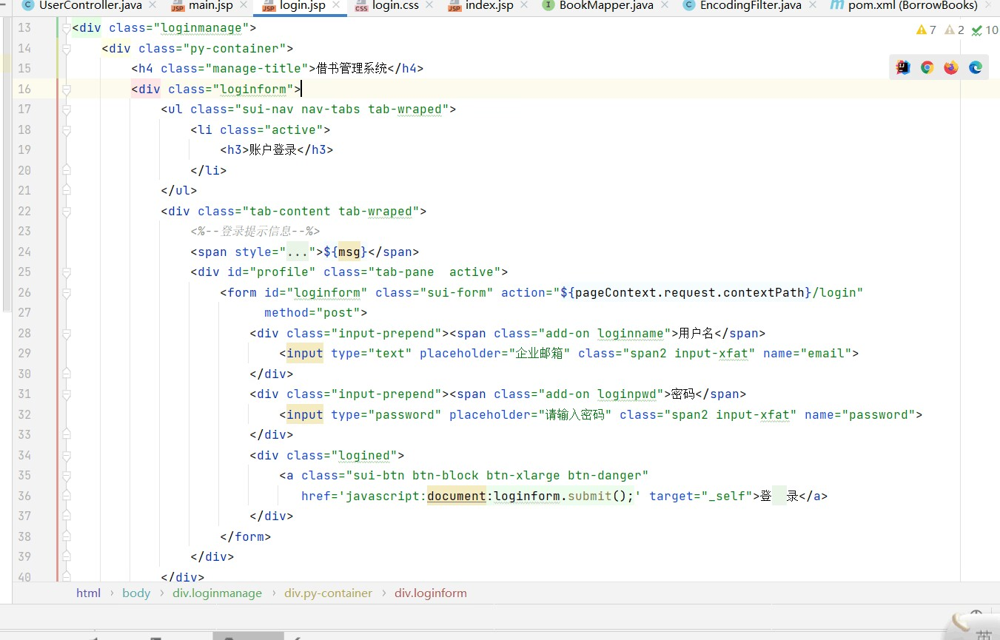 UserController.java main.jsp login.jsp login.css index.jsp BookMapper.java EncodingFilter.java pom.xml (BorrowBooks)
7 2 10
13 <div class="loginmanage">
14 <div class="py-container">
15 <h4 class="manage-title">借书管理系统</h4>
16 <div class="loginform">
17 <ul class="sui-nav nav-tabs tab-wraped">
18 <li class="active">
19 <h3>账户登录</h3>
20 </li>
21 </ul>
22 <div class="tab-content tab-wraped">
23 <%--登录提示信息--%>
24 <span style="...">${msg}</span>
25 <div id="profile" class="tab-pane  active">
26 <form id="loginform" class="sui-form" action="${pageContext.request.contextPath}/login"
27 method="post">
28 <div class="input-prepend"><span class="add-on loginname">用户名</span>
29 <input type="text" placeholder="企业邮箱" class="span2 input-xfat" name="email">
30 </div>
31 <div class="input-prepend"><span class="add-on loginpwd">密码</span>
32 <input type="password" placeholder="请输入密码" class="span2 input-xfat" name="password">
33 </div>
34 <div class="logined">
35 <a class="sui-btn btn-block btn-xlarge btn-danger"
36 href='javascript:document:loginform.submit();' target="_self">登  录</a>
37 </div>
38 </form>
39 </div>
40 </div>
html › body › div.loginmanage › div.py-container › div.loginform
英